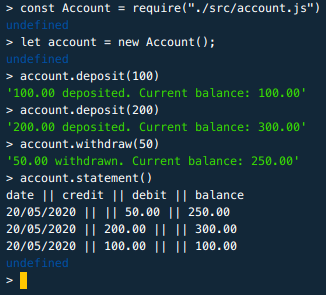 > const Account = require("./src/account.js")
undefined
> let account = new Account();
undefined
> account.deposit(100)
'100.00 deposited. Current balance: 100.00'
> account.deposit(200)
'200.00 deposited. Current balance: 300.00'
> account.withdraw(50)
'50.00 withdrawn. Current balance: 250.00'
> account.statement()
date || credit || debit || balance
20/05/2020 || || 50.00 || 250.00
20/05/2020 || 200.00 || || 300.00
20/05/2020 || 100.00 || || 100.00
undefined
>